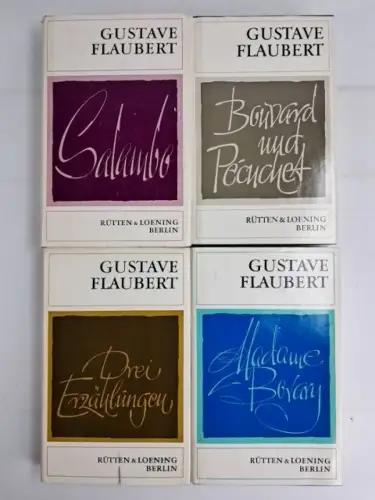 GUSTAVE
FLAUBERT
Salambo
RÜTTEN & LOENING
BERLIN
GUSTAVE
FLAUBERT
Bouvard
und
Pécuchet
RÜTTEN & LOENING
BERLIN
GUSTAVE
FLAUBERT
Drei
Erzählungen
RÜTTEN & LOENING
BERLIN
GUSTAVE
FLAUBERT
Madame
Bovary
RÜTTEN & LOENING
BERLIN